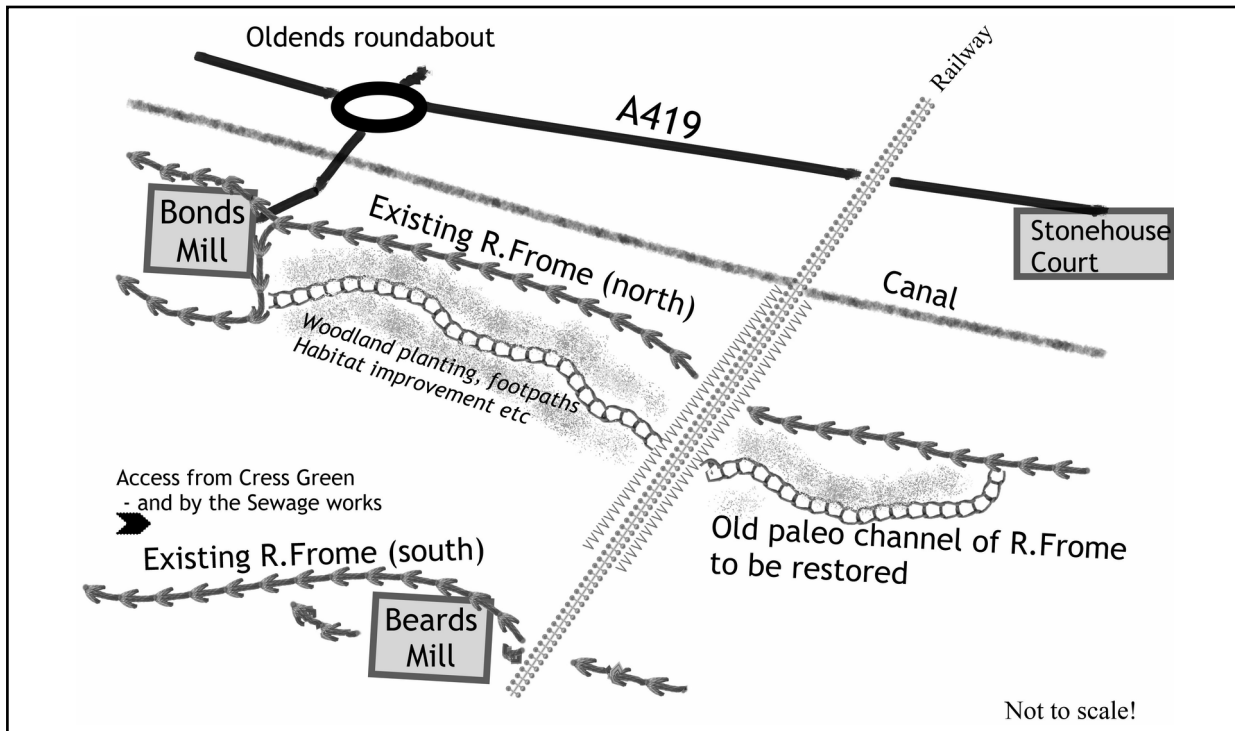 Oldends roundabout
Railway
A419
Bonds
Mill
Existing R.Frome (north)
Stonehouse
Court
Canal
Woodland planting, footpaths
Habitat improvement etc
Access from Cress Green
- and by the Sewage works
Old paleo channel of R.Frome
to be restored
Existing R.Frome (south)
Beards
Mill
Not to scale!